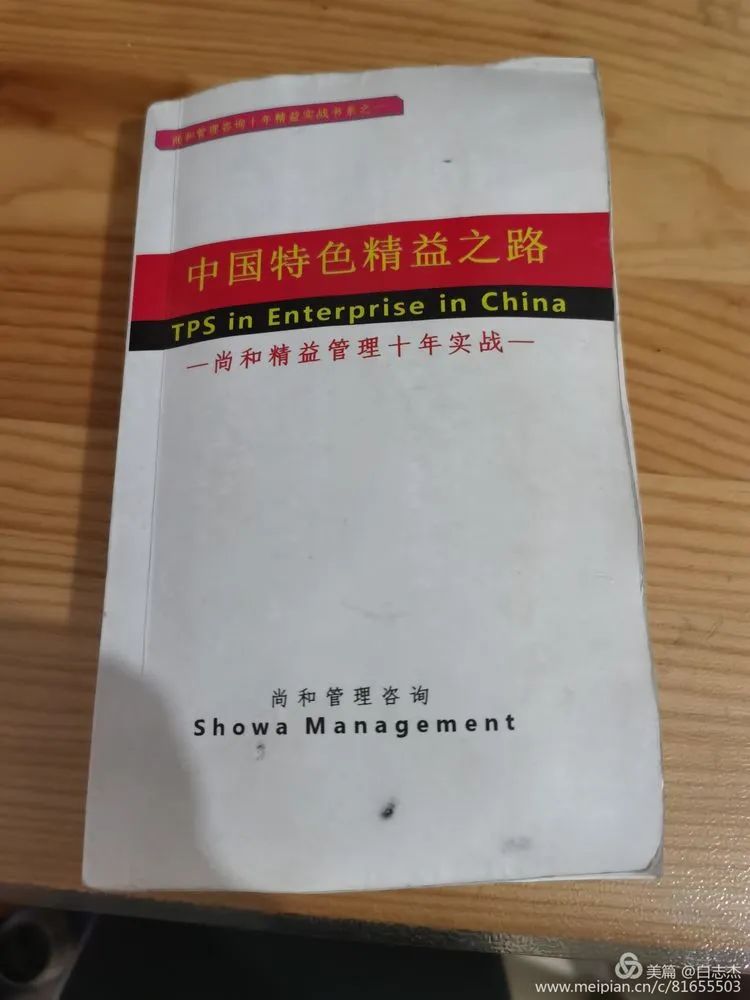 尚和管理咨询十年精益实战书系之一
中国特色精益之路
TPS in Enterprise in China
—尚和精益管理十年实战—
尚和管理咨询
Showa Management
美篇 @白志杰
www.meipian.cn/c/81655503